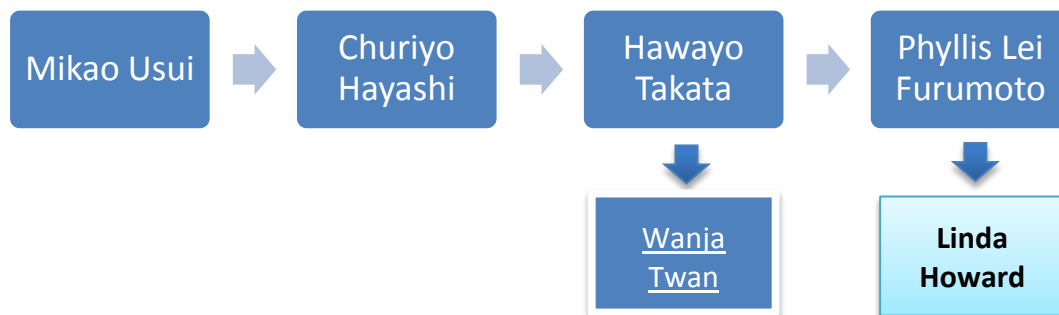 Mikao Usui
Churiyo
Hayashi
Hawayo
Takata
Phyllis Lei
Furumoto
Wanja
Twan
Linda
Howard